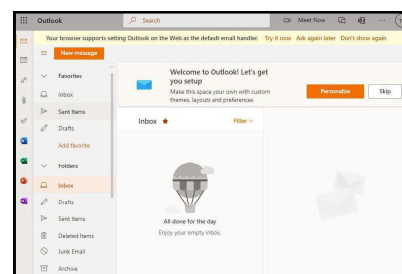 Outlook
Search
Meet Now
Your browser supports setting Outlook on the Web as the default email handler. Try it now Ask again later Don't show again
New message
Favorites
Inbox
Sent Items
Drafts
Add favorite
Folders
Inbox
Drafts
Sent Items
Deleted Items
Junk Email
Archive
Welcome to Outlook! Let's get
you setup
Make this space your own with custom
themes, layouts and preferences
Personalise
Skip
Inbox
Filter
All done for the day
Enjoy your empty inbox.